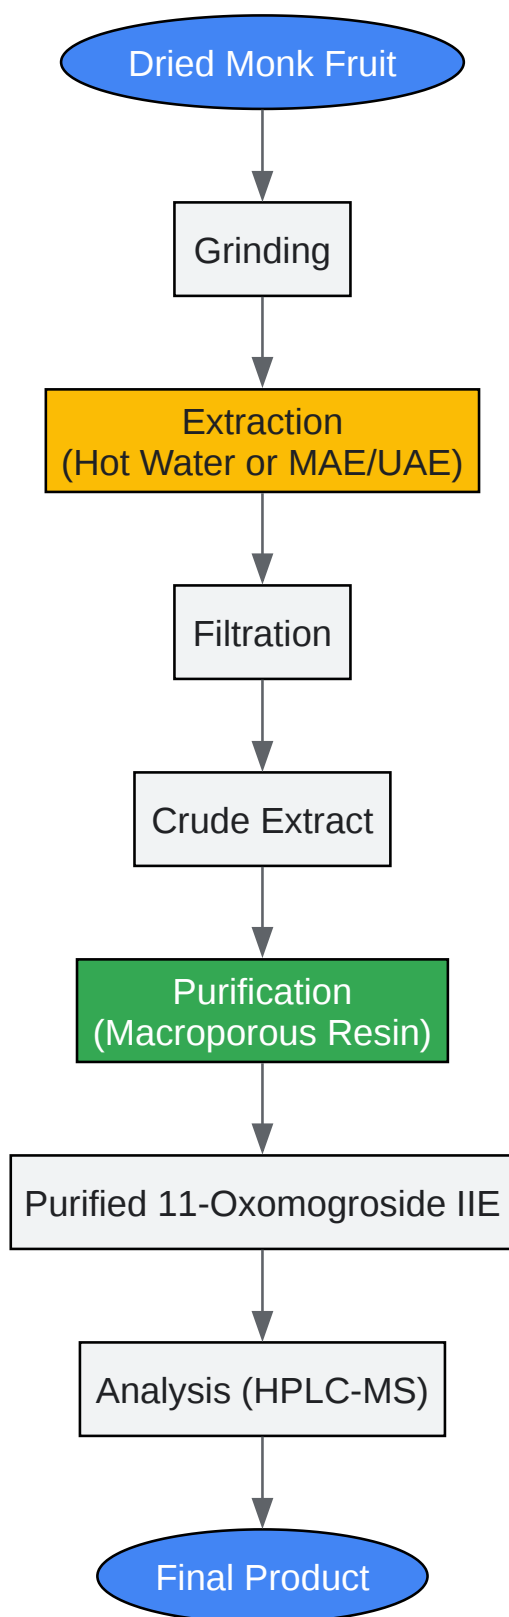 Dried Monk Fruit
Grinding
Extraction
(Hot Water or MAE/UAE)
Filtration
Crude Extract
Purification
(Macroporous Resin)
Purified 11-Oxomogroside IIE
Analysis (HPLC-MS)
Final Product